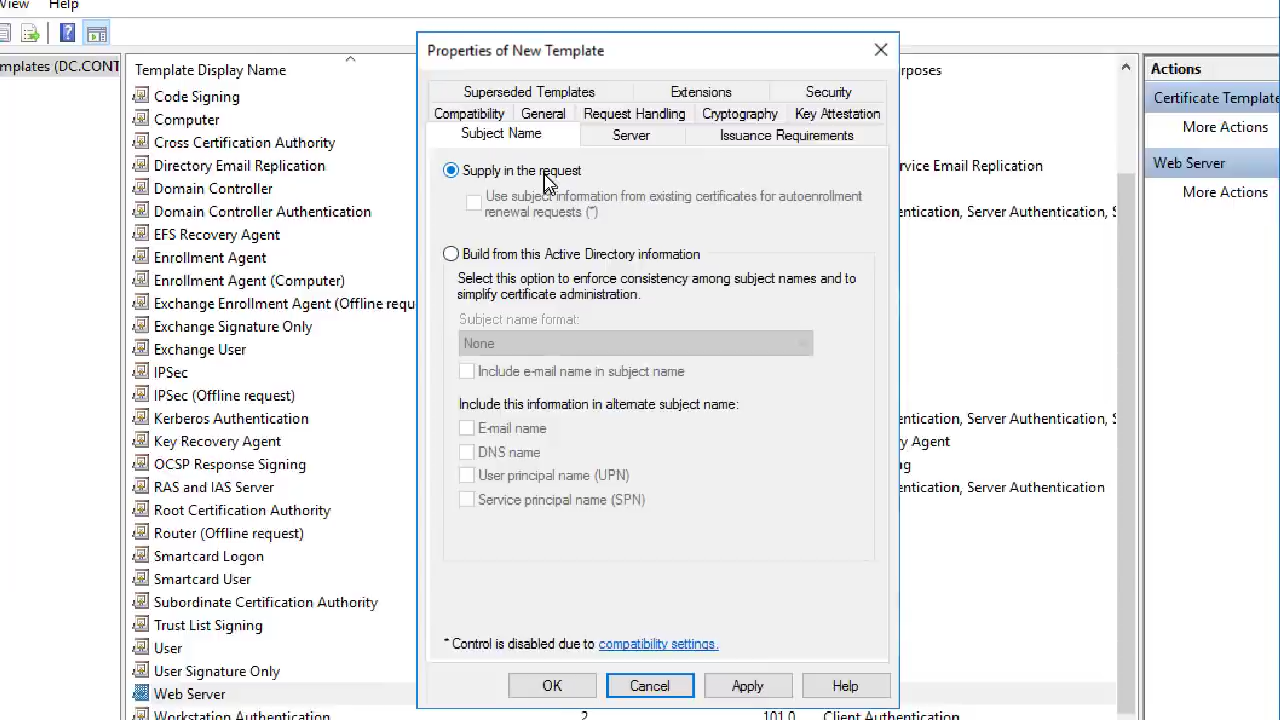 View
Help
mplates (DC.CONT
Template Display Name
Code Signing
Computer
Cross Certification Authority
Directory Email Replication
Domain Controller
Domain Controller Authentication
EFS Recovery Agent
Enrollment Agent
Enrollment Agent (Computer)
Exchange Enrollment Agent (Offline requ
Exchange Signature Only
Exchange User
IPSec
IPSec (Offline request)
Kerberos Authentication
Key Recovery Agent
OCSP Response Signing
RAS and IAS Server
Root Certification Authority
Router (Offline request)
Smartcard Logon
Smartcard User
Subordinate Certification Authority
Trust List Signing
User
User Signature Only
Web Server
Workstation Authentication
2
101.0
Client Authentication
Properties of New Template
Superseded Templates
Extensions
Security
Compatibility
General
Request Handling
Cryptography
Key Attestation
Subject Name
Server
Issuance Requirements
Supply in the request
Use subject information from existing certificates for autoenrollment
renewal requests (*)
Build from this Active Directory information
Select this option to enforce consistency among subject names and to
simplify certificate administration.
Subject name format:
None
Include e-mail name in subject name
Include this information in alternate subject name:
E-mail name
DNS name
User principal name (UPN)
Service principal name (SPN)
* Control is disabled due to compatibility settings.
OK
Cancel
Apply
Help
urposes
Service Email Replication
entication, Server Authentication, S
entication, Server Authentication, S
y Agent
ng
entication, Server Authentication
Actions
Certificate Template
More Actions
Web Server
More Actions